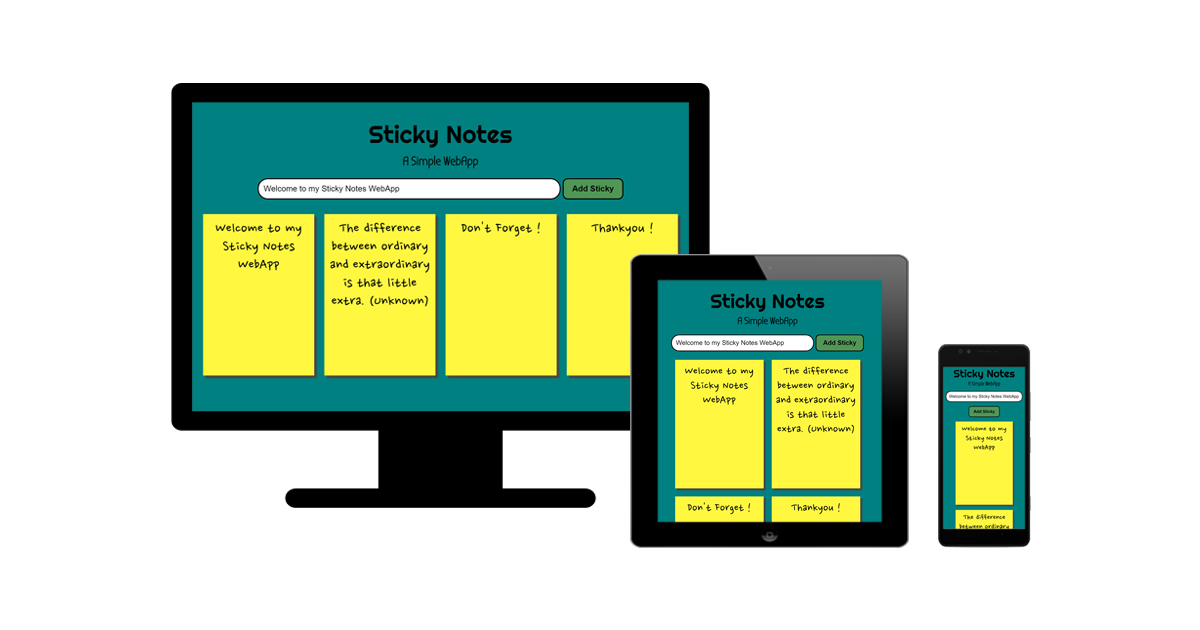 Sticky Notes
A Simple WebApp
Welcome to my Sticky Notes WebApp Add Sticky
Welcome to my
Sticky Notes
WebApp
The difference
between ordinary
and extraordinary
is that little
extra. (Unknown)
Don't Forget !
Thankyou !
Sticky Notes
A Simple WebApp
Welcome to my Sticky Notes WebApp Add Sticky
Welcome to my
Sticky Notes
WebApp
The difference
between ordinary
and extraordinary
is that little
extra. (Unknown)
Don't Forget !
Thankyou !
Sticky Notes
A Simple WebApp
Welcome to my Sticky Notes WebApp
Add Sticky
Welcome to my
Sticky Notes
WebApp
The difference
between ordinary